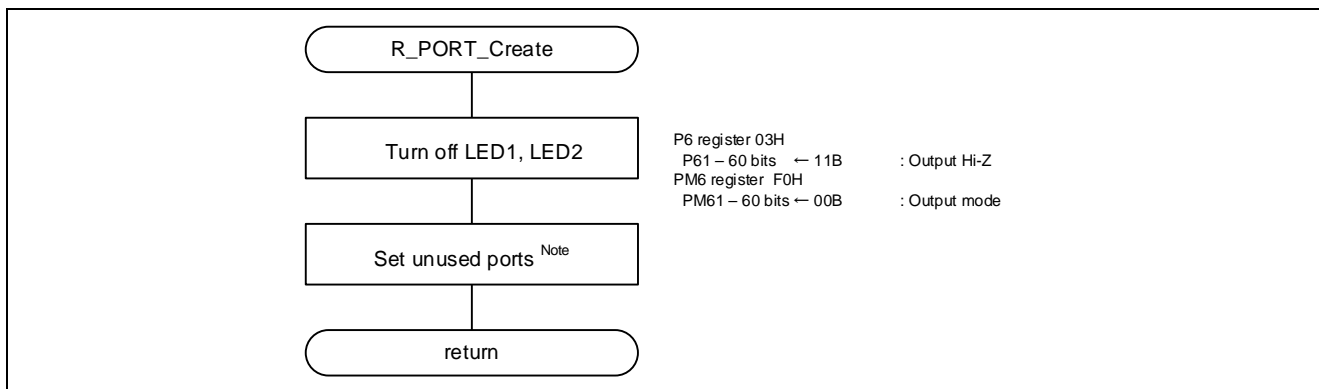 R_PORT_Create
Turn off LED1, LED2
P6 register 03H
P61 – 60 bits ← 11B : Output Hi-Z
PM6 register F0H
PM61 – 60 bits ← 00B : Output mode
Set unused ports Note
return